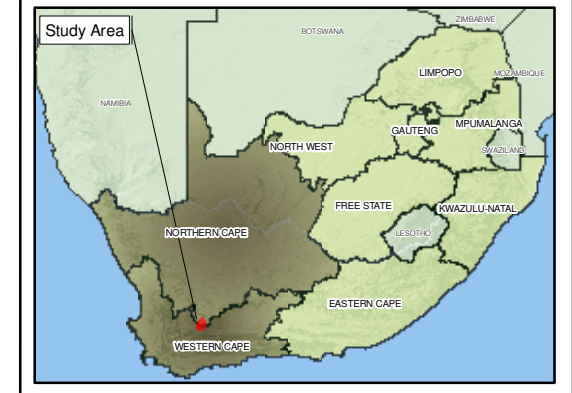 Study Area
ZIMBABWE
BOTSWANA
LIMPOPO
MOZAMBIQUE
NAMIBIA
MPUMALANGA
GAUTENG
NORTH WEST
SWAZILAND
FREE STATE
KWAZULU-NATAL
NORTHERN CAPE
LESOTHO
EASTERN CAPE
WESTERN CAPE